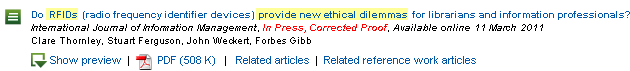 Do RFIDs (radio frequency identifier devices) provide new ethical dilemmas for librarians and information professionals?
International Journal of Information Management, In Press, Corrected Proof, Available online 11 March 2011
Clare Thornley, Stuart Ferguson, John Weckert, Forbes Gibb
Show preview | PDF (508 K) | Related articles | Related reference work articles